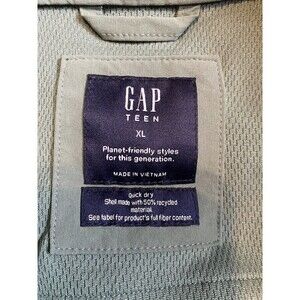 GAP
TEEN
XL
Planet-friendly styles
for this generation.
MADE IN VIETNAM
quick dry
Shell made with 50% recycled
material.
See label for product's full fiber content.